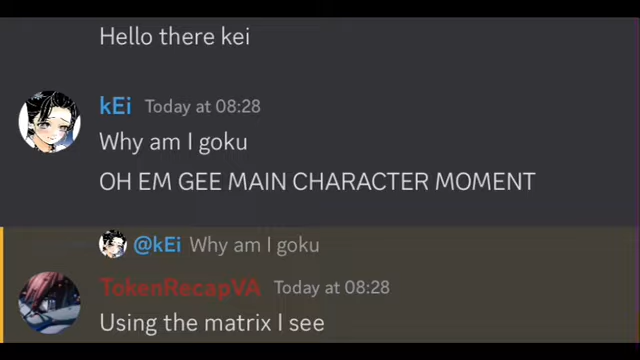 Hello there kei
kEi Today at 08:28
Why am I goku
OH EM GEE MAIN CHARACTER MOMENT
@kEi Why am I goku
TokenRecapVA Today at 08:28
Using the matrix I see